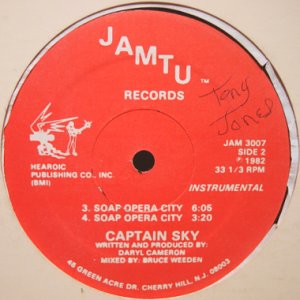 JAMTU ™
RECORDS
Tony
Jones
JAM 3007
SIDE 2
℗ 1982
33 1/3 RPM
HEAROIC
PUBLISHING CO., INC.
(BMI)
INSTRUMENTAL
3. SOAP OPERA CITY 6:05
4. SOAP OPERA CITY 3:20
CAPTAIN SKY
WRITTEN AND PRODUCED BY:
DARYL CAMERON
MIXED BY: BRUCE WEEDEN
48 GREEN ACRE DR. CHERRY HILL, N.J. 08003